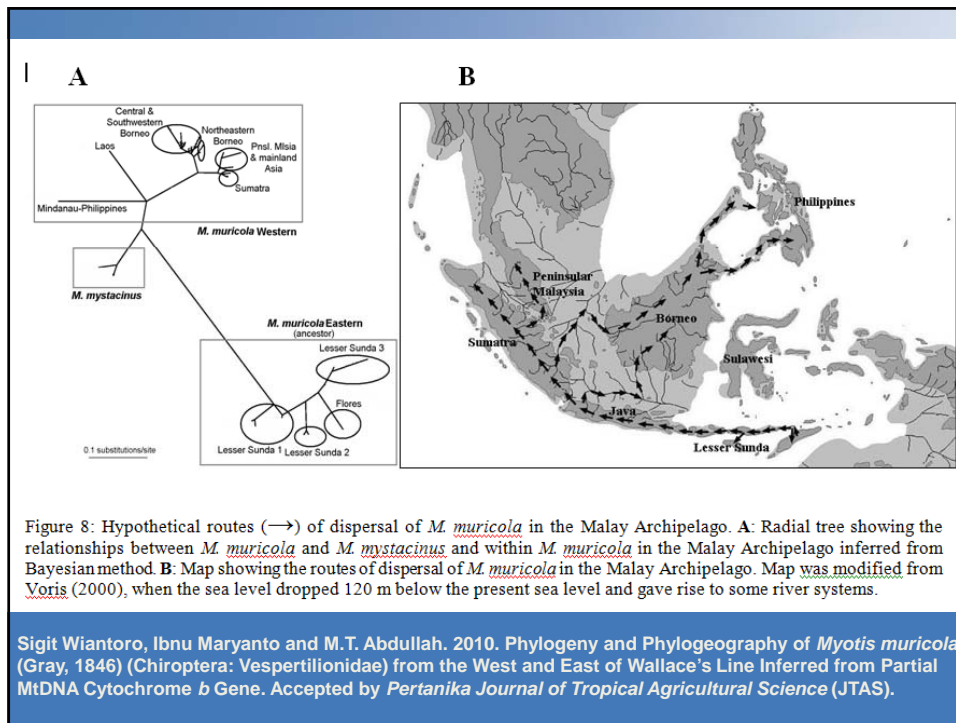 A
B
Central &
Southwestern
Borneo
Northeastern
Borneo
Laos
Pnsl. Mlsia
& mainland
Asia
Sumatra
Mindanau-Philippines
M. muricola Western
M. mystacinus
M. muricola Eastern
(ancestor)
Lesser Sunda 3
Flores
Lesser Sunda 1
Lesser Sunda 2
0.1 substitutions/site
Philippines
Peninsular
Malaysia
Borneo
Sumatra
Sulawesi
Java
Lesser Sunda
Figure 8: Hypothetical routes (→) of dispersal of M. muricola in the Malay Archipelago. A: Radial tree showing the
relationships between M. muricola and M. mystacinus and within M. muricola in the Malay Archipelago inferred from
Bayesian method. B: Map showing the routes of dispersal of M. muricola in the Malay Archipelago. Map was modified from
Voris (2000), when the sea level dropped 120 m below the present sea level and gave rise to some river systems.
Sigit Wiantoro, Ibnu Maryanto and M.T. Abdullah. 2010. Phylogeny and Phylogeography of Myotis muricola
(Gray, 1846) (Chiroptera: Vespertilionidae) from the West and East of Wallace's Line Inferred from Partial
MtDNA Cytochrome b Gene. Accepted by Pertanika Journal of Tropical Agricultural Science (JTAS).